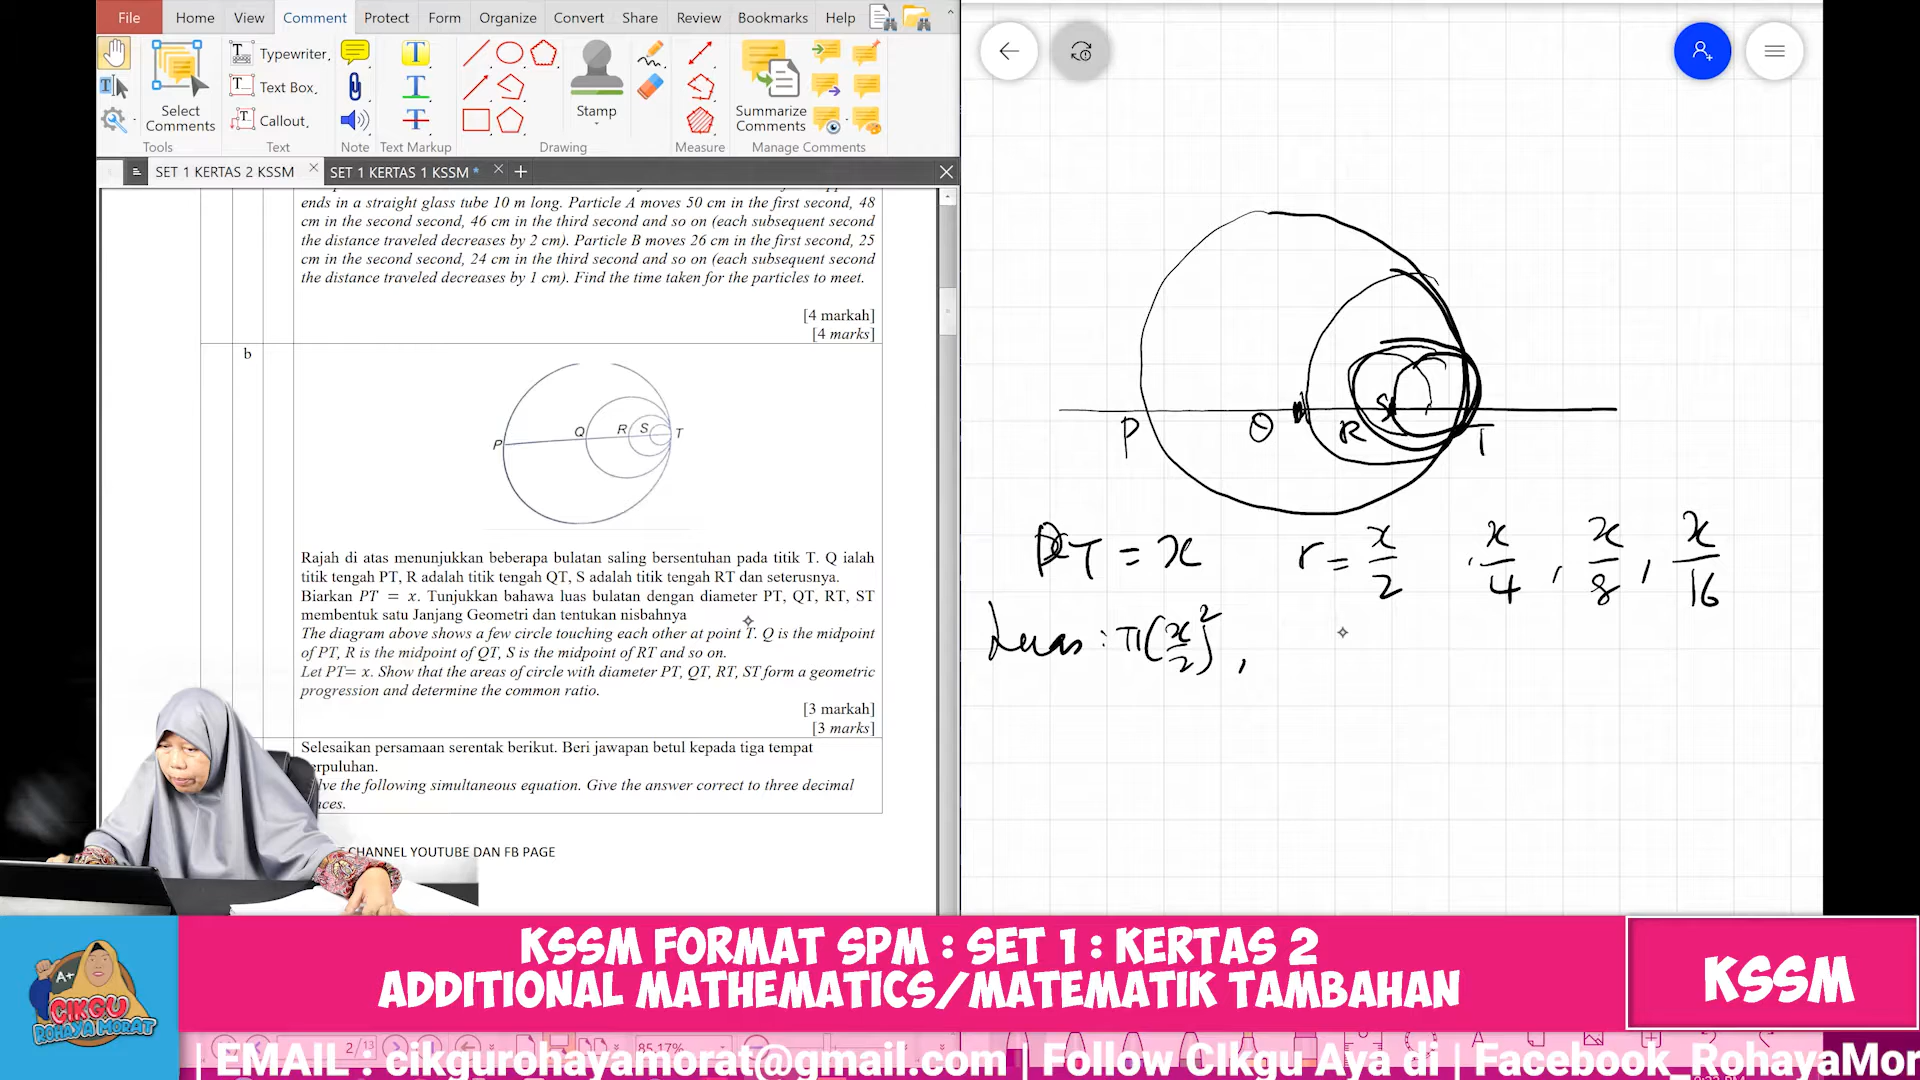 File Home View Comment Protect Form Organize Convert Share Review Bookmarks Help
Typewriter
Text Box
Callout
Select Comments
Stamp
Summarize Comments
Tools Text Note Text Markup Drawing Measure Manage Comments
SET 1 KERTAS 2 KSSM SET 1 KERTAS 1 KSSM *
ends in a straight glass tube 10 m long. Particle A moves 50 cm in the first second, 48
cm in the second second, 46 cm in the third second and so on (each subsequent second
the distance traveled decreases by 2 cm). Particle B moves 26 cm in the first second, 25
cm in the second second, 24 cm in the third second and so on (each subsequent second
the distance traveled decreases by 1 cm). Find the time taken for the particles to meet.
[4 markah]
[4 marks]
b
P Q R S T
Rajah di atas menunjukkan beberapa bulatan saling bersentuhan pada titik T. Q ialah
titik tengah PT, R adalah titik tengah QT, S adalah titik tengah RT dan seterusnya.
Biarkan PT = x. Tunjukkan bahawa luas bulatan dengan diameter PT, QT, RT, ST
membentuk satu Janjang Geometri dan tentukan nisbahnya
The diagram above shows a few circle touching each other at point T. Q is the midpoint
of PT, R is the midpoint of QT, S is the midpoint of RT and so on.
Let PT= x. Show that the areas of circle with diameter PT, QT, RT, ST form a geometric
progression and determine the common ratio.
[3 markah]
[3 marks]
Selesaikan persamaan serentak berikut. Beri jawapan betul kepada tiga tempat
erpuluhan.
lve the following simultaneous equation. Give the answer correct to three decimal
aces.
CHANNEL YOUTUBE DAN FB PAGE
2/13 85.17%
P Q R S T
PT = x r = x/2 , x/4 , x/8 , x/16
Luas : π(x/2)² ,
A+
CIKGU
ROHAYA MORAT
KSSM FORMAT SPM : SET 1 : KERTAS 2
ADDITIONAL MATHEMATICS/MATEMATIK TAMBAHAN
KSSM
| EMAIL : cikgurohayamorat@gmail.com | Follow CIkgu Aya di | Facebook_RohayaMor